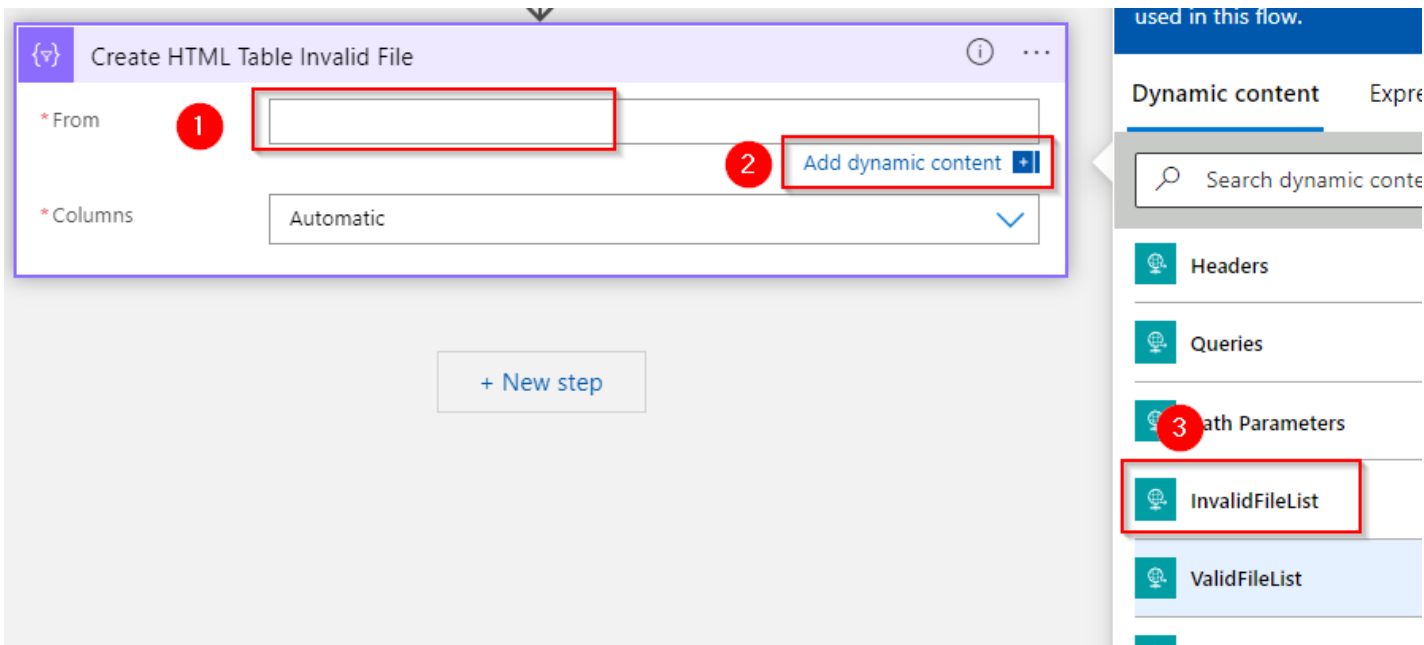 Create HTML Table Invalid File
* From
1
2
Add dynamic content
* Columns
Automatic
+ New step
used in this flow.
Dynamic content
Expre
Search dynamic conte
Headers
Queries
3
ath Parameters
InvalidFileList
ValidFileList